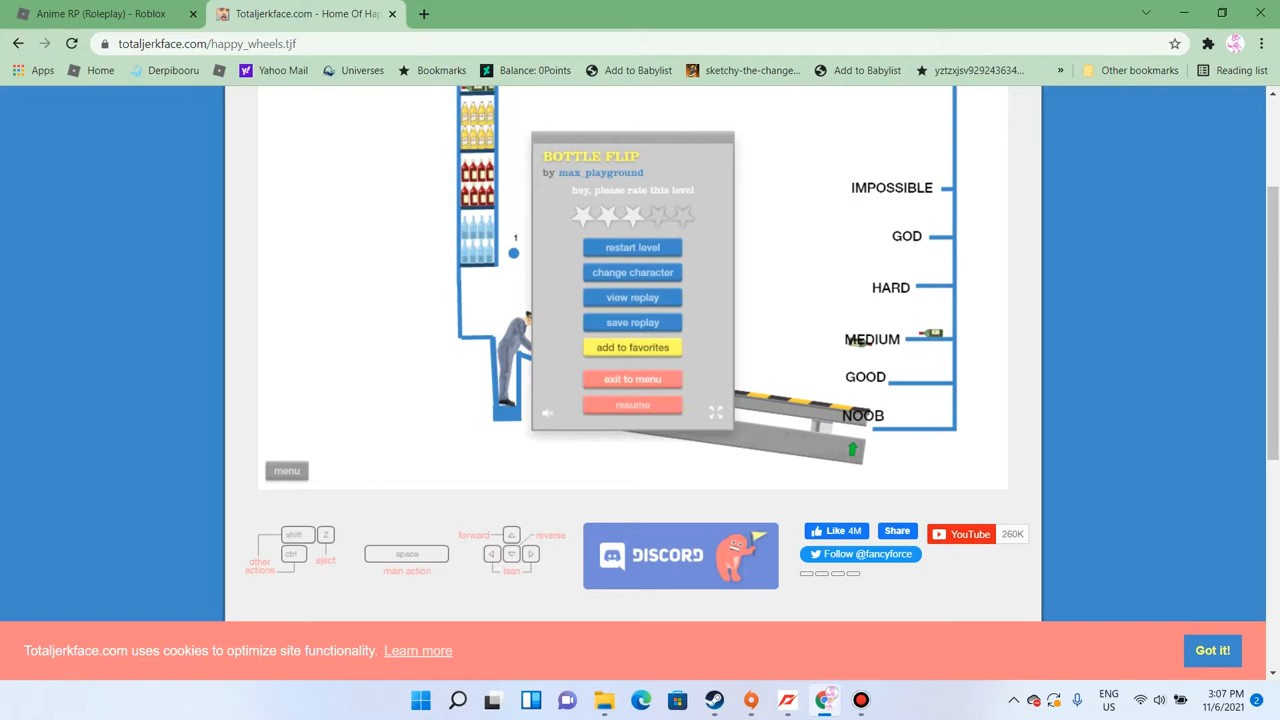 Anime RP (Roleplay) - Roblox
Totaljerkface.com - Home Of Hap
totaljerkface.com/happy_wheels.tjf
Apps
Home
Derpibooru
Yahoo Mail
Universes
Bookmarks
Balance: 0Points
Add to Babylist
sketchy-the-change...
Add to Babylist
yztzxjsv929243634...
»
Other bookmarks
Reading list
BOTTLE FLIP
by max_playground
hey, please rate this level
restart level
change character
view replay
save replay
add to favorites
exit to menu
resume
1
IMPOSSIBLE
GOD
HARD
MEDIUM
GOOD
NOOB
menu
shift
Z
ctrl
other actions
eject
space
main action
forward
reverse
lean
DISCORD
Like 4M
Share
YouTube
260K
Follow @fancyforce
Totaljerkface.com uses cookies to optimize site functionality. Learn more
Got it!
ENG
US
3:07 PM
11/6/2021
2